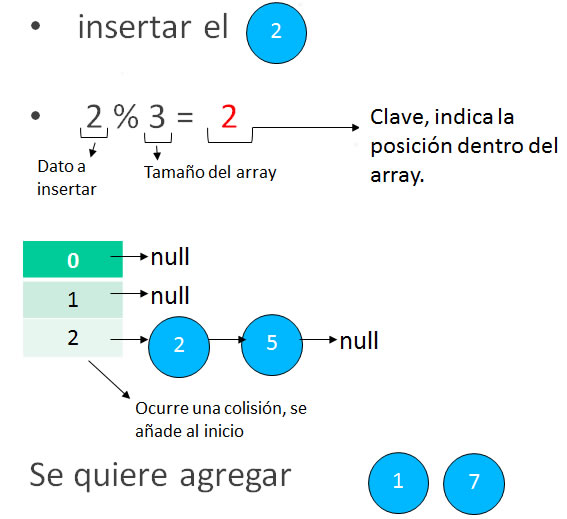 • insertar el 2
• 2 % 3 = 2
Clave, indica la
posición dentro del
array.
Dato a
insertar
Tamaño del array
0 null
1 null
2 2 5 null
Ocurre una colisión, se
añade al inicio
Se quiere agregar 1 7